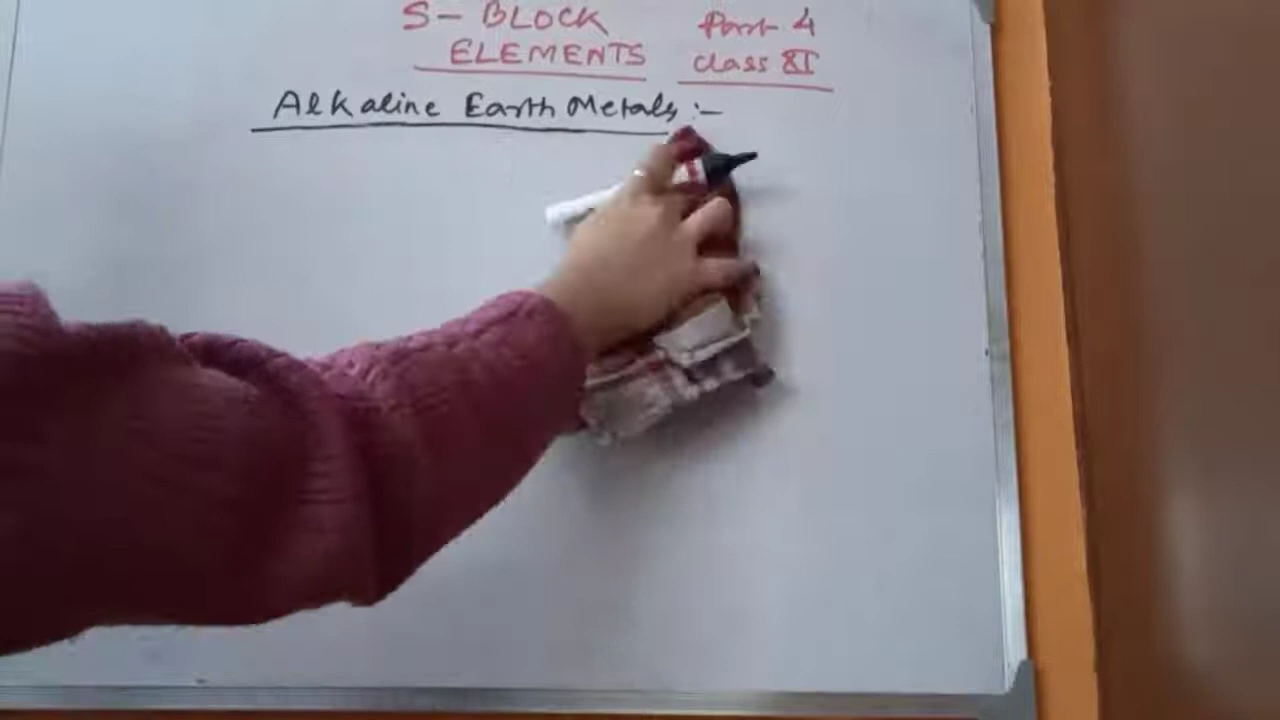 S- BLOCK
ELEMENTS
Part 4
Class XI
Alkaline Earth Metals :-